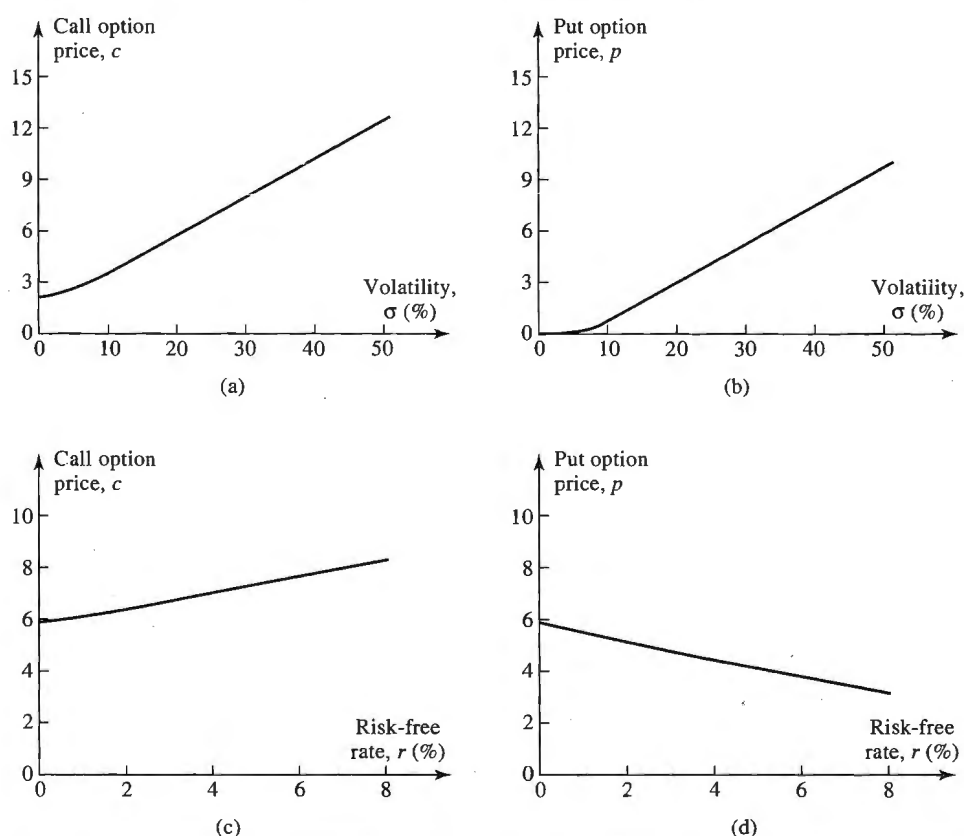 Call option
price, c
15
12
9
6
3
0
Volatility,
σ (%)
0 10 20 30 40 50
(a)
Put option
price, p
15
12
9
6
3
0
Volatility,
σ (%)
0 10 20 30 40 50
(b)
Call option
price, c
10
8
6
4
2
0
Risk-free
rate, r (%)
0 2 4 6 8
(c)
Put option
price, p
10
8
6
4
2
0
Risk-free
rate, r (%)
0 2 4 6 8
(d)